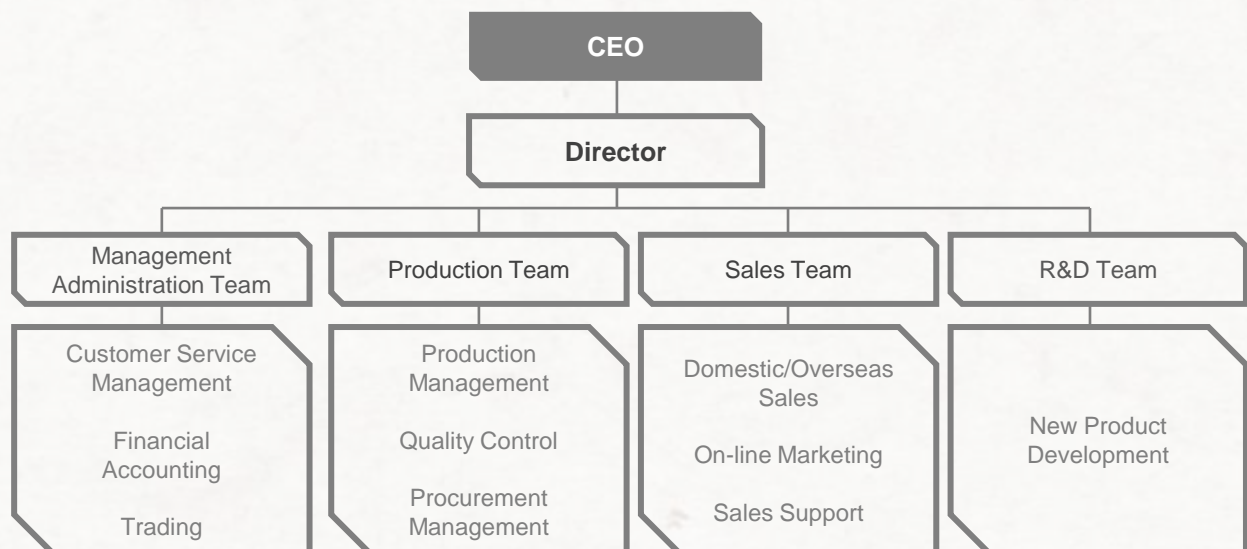 CEO
Director
Management
Administration Team
Production Team
Sales Team
R&D Team
Customer Service
Management
Financial
Accounting
Trading
Production
Management
Quality Control
Procurement
Management
Domestic/Overseas
Sales
On-line Marketing
Sales Support
New Product
Development